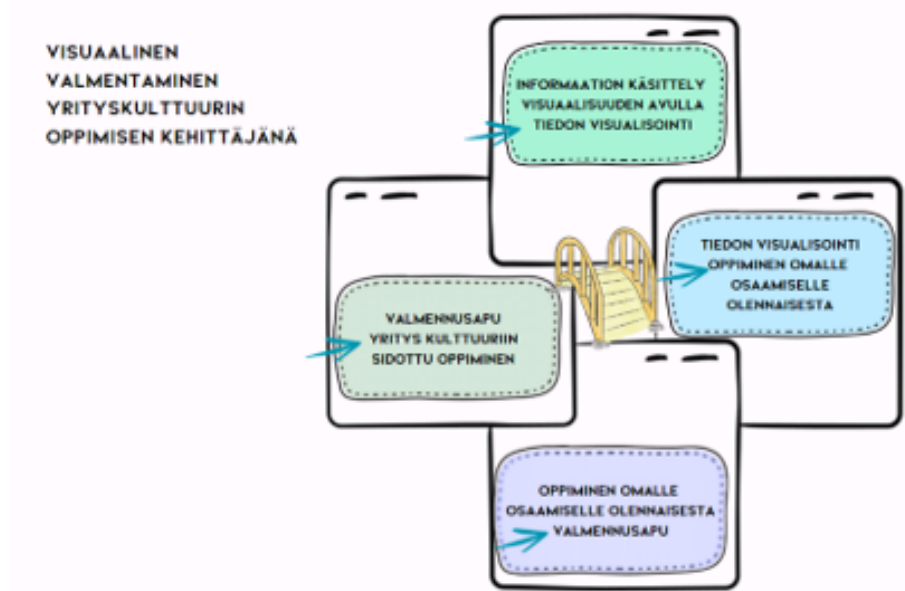 VISUAALINEN
VALMENTAMINEN
YRITYSKULTTUURIN
OPPIMISEN KEHITTÄJÄNÄ
INFORMAATION KÄSITTELY
VISUAALISUUDEN AVULLA
TIEDON VISUALISOINTI
TIEDON VISUALISOINTI
OPPIMINEN OMALLE
OSAAMISELLE
OLENNAISESTA
VALMENNUSAPU
YRITYS KULTTUURIIN
SIDOTTU OPPIMINEN
OPPIMINEN OMALLE
OSAAMISELLE OLENNAISESTA
VALMENNUSAPU